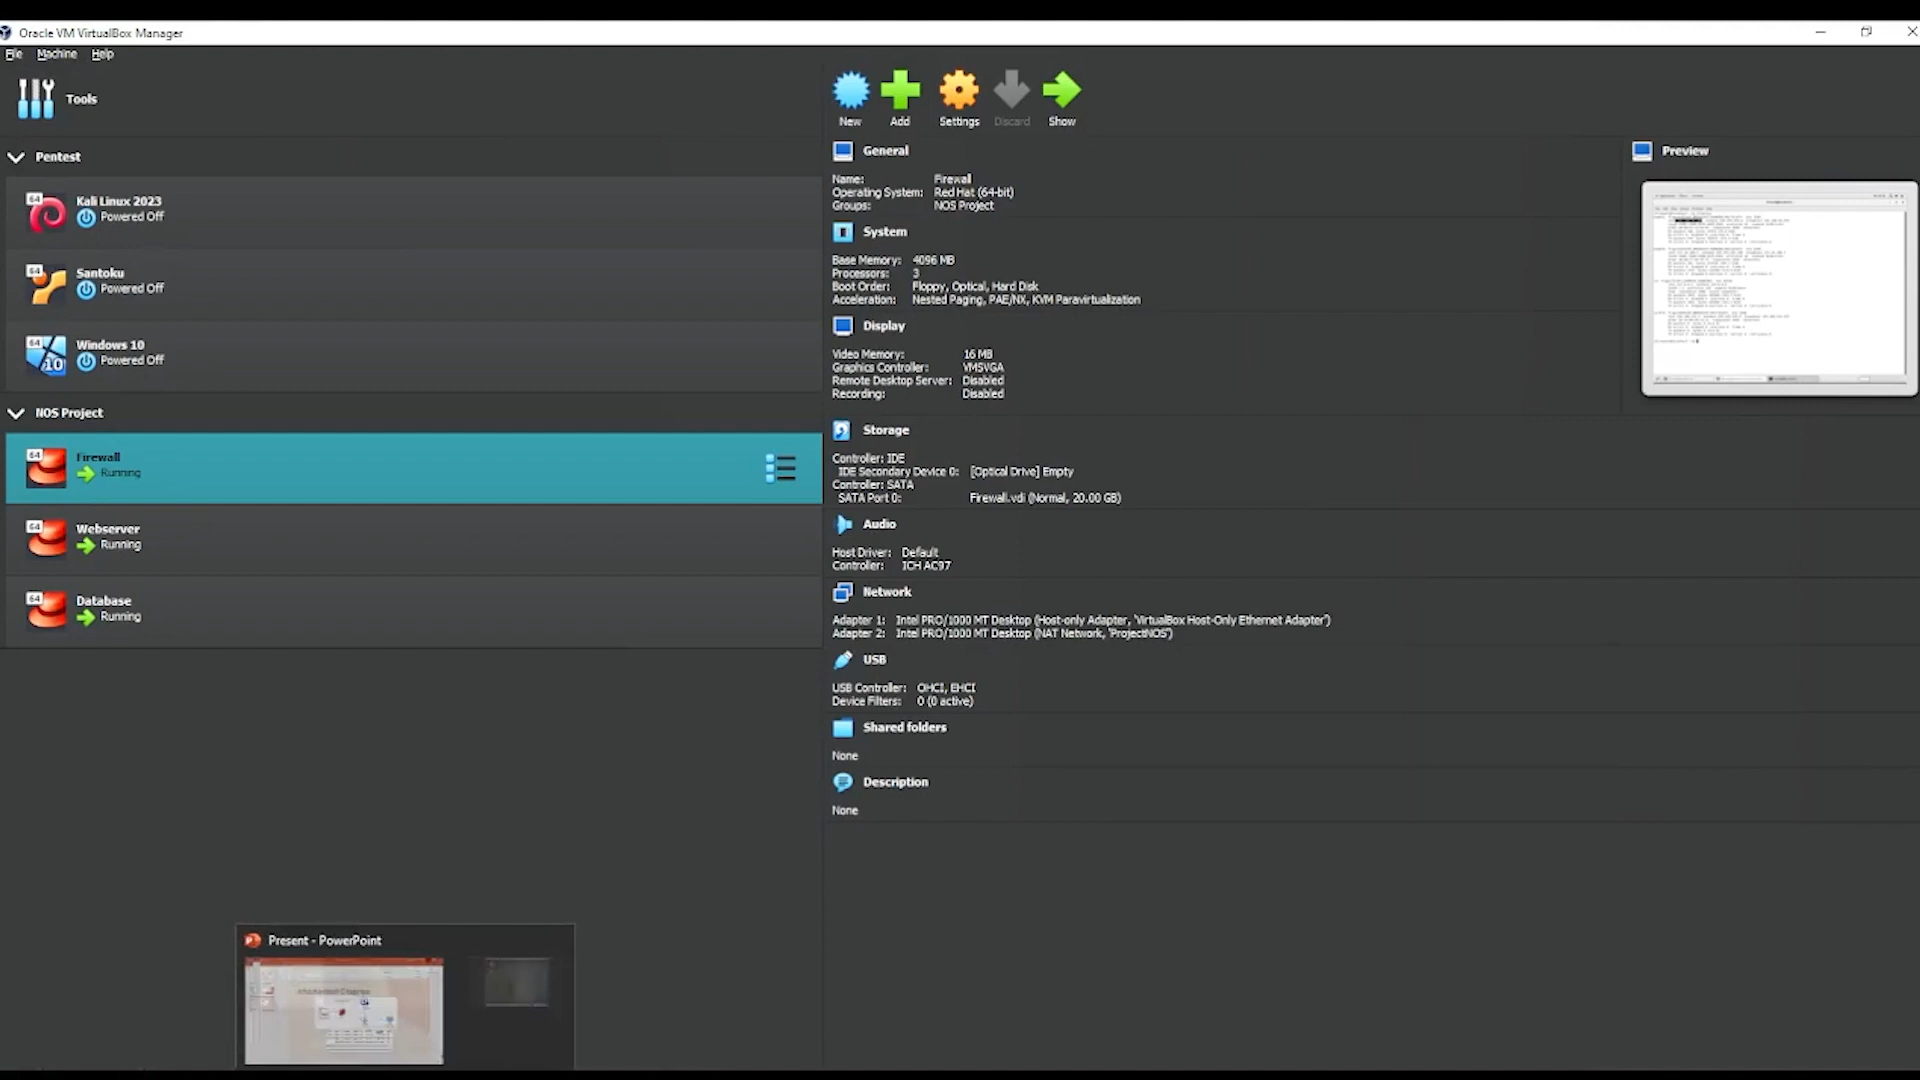 Oracle VM VirtualBox Manager
File Machine Help
Tools
New Add Settings Discard Show
Pentest
64
Kali Linux 2023
Powered Off
64
Santoku
Powered Off
64
10
Windows 10
Powered Off
NOS Project
64
Firewall
Running
64
Webserver
Running
64
Database
Running
General
Name: Firewall
Operating System: Red Hat (64-bit)
Groups: NOS Project
System
Base Memory: 4096 MB
Processors: 3
Boot Order: Floppy, Optical, Hard Disk
Acceleration: Nested Paging, PAE/NX, KVM Paravirtualization
Display
Video Memory: 16 MB
Graphics Controller: VMSVGA
Remote Desktop Server: Disabled
Recording: Disabled
Storage
Controller: IDE
IDE Secondary Device 0: [Optical Drive] Empty
Controller: SATA
SATA Port 0: Firewall.vdi (Normal, 20.00 GB)
Audio
Host Driver: Default
Controller: ICH AC97
Network
Adapter 1: Intel PRO/1000 MT Desktop (Host-only Adapter, 'VirtualBox Host-Only Ethernet Adapter')
Adapter 2: Intel PRO/1000 MT Desktop (NAT Network, 'ProjectNOS')
USB
USB Controller: OHCI, EHCI
Device Filters: 0 (0 active)
Shared folders
None
Description
None
Preview
Present - PowerPoint